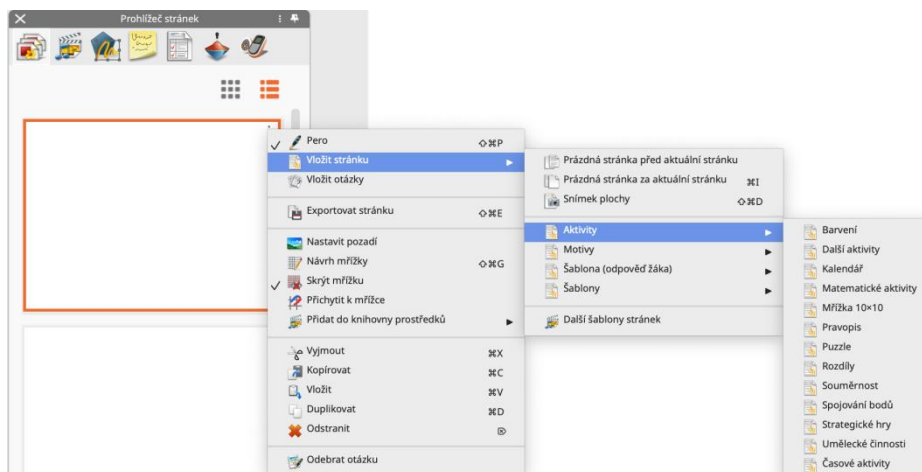 Prohlížeč stránek
Pero ⇧⌘P
Vložit stránku
Vložit otázky
Exportovat stránku ⇧⌘E
Nastavit pozadí
Návrh mřížky ⇧⌘G
Skrýt mřížku
Přichytit k mřížce
Přidat do knihovny prostředků
Vyjmout ⌘X
Kopírovat ⌘C
Vložit ⌘V
Duplikovat ⌘D
Odstranit ⌦
Odebrat otázku
Prázdná stránka před aktuální stránku
Prázdná stránka za aktuální stránku ⌘I
Snímek plochy ⇧⌘D
Aktivity
Motivy
Šablona (odpověď žáka)
Šablony
Další šablony stránek
Barvení
Další aktivity
Kalendář
Matematické aktivity
Mřížka 10×10
Pravopis
Puzzle
Rozdíly
Souměrnost
Spojování bodů
Strategické hry
Umělecké činnosti
Časové aktivity